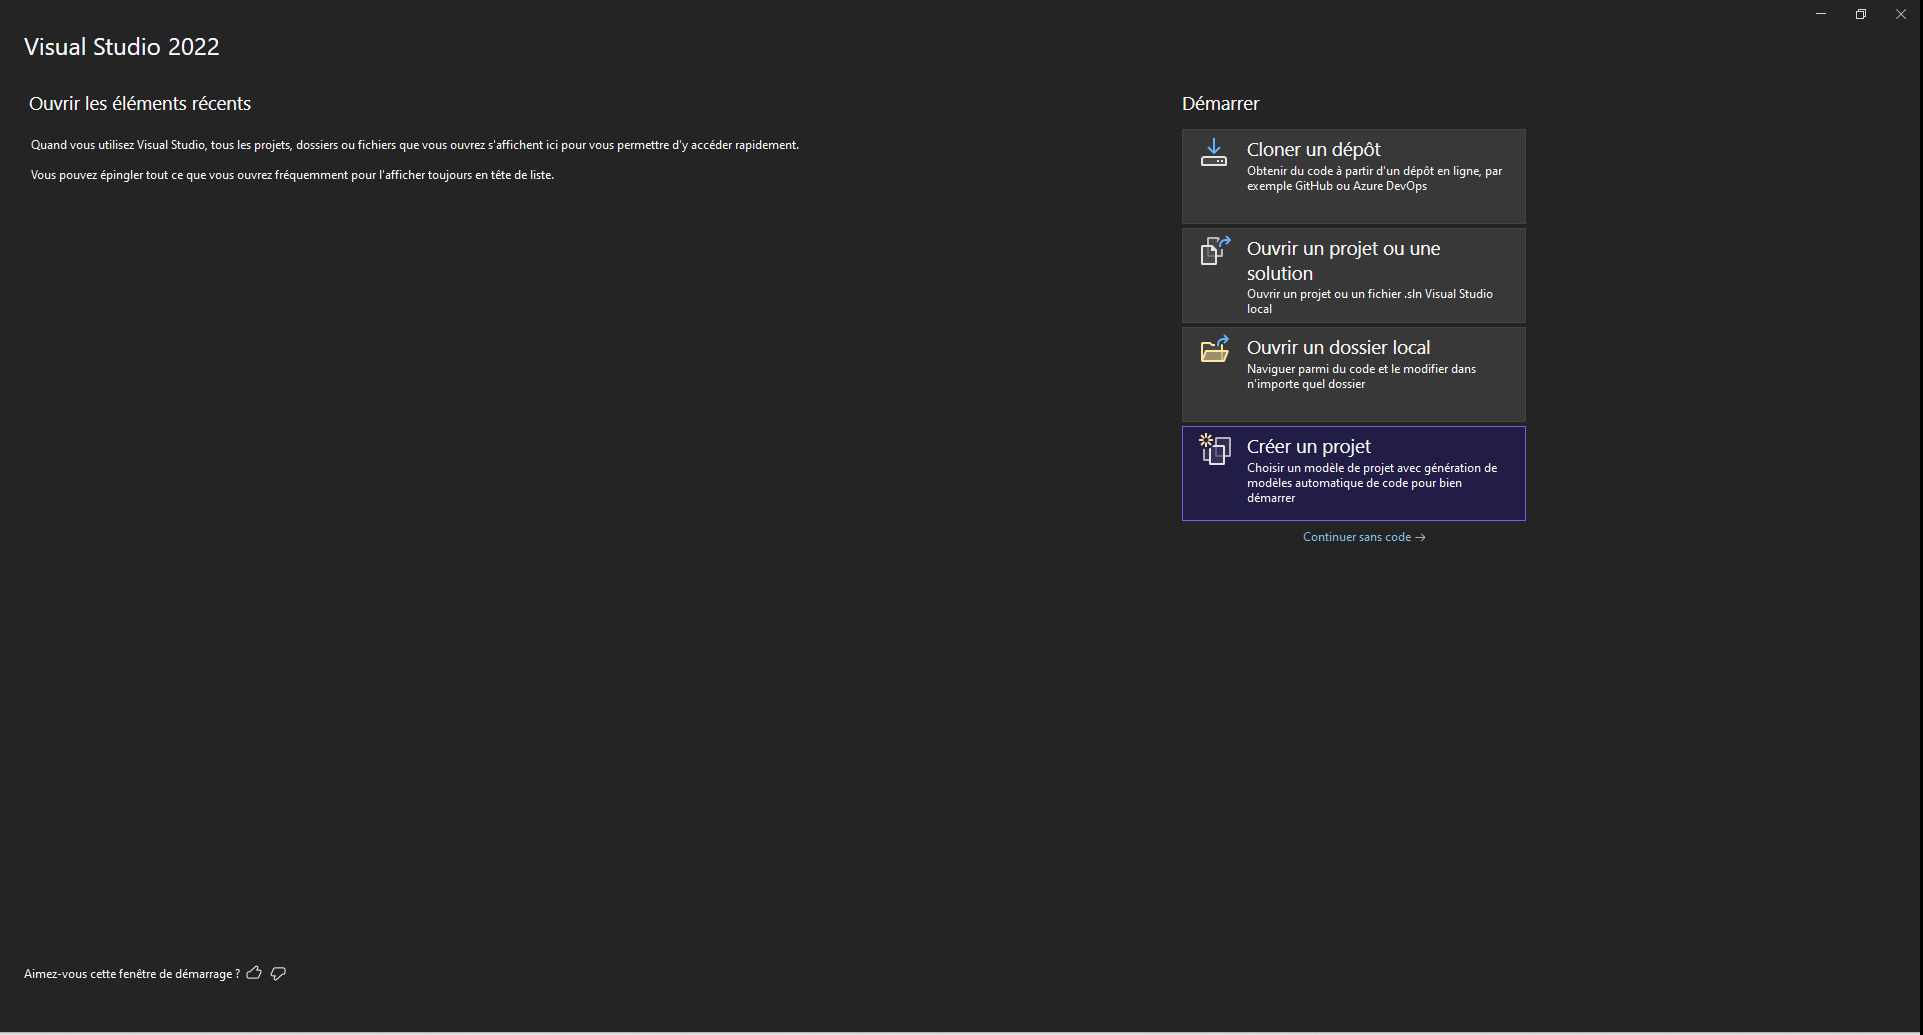 Visual Studio 2022
Ouvrir les éléments récents
Quand vous utilisez Visual Studio, tous les projets, dossiers ou fichiers que vous ouvrez s'affichent ici pour vous permettre d'y accéder rapidement.
Vous pouvez épingler tout ce que vous ouvrez fréquemment pour l'afficher toujours en tête de liste.
Démarrer
Cloner un dépôt
Obtenir du code à partir d'un dépôt en ligne, par
exemple GitHub ou Azure DevOps
Ouvrir un projet ou une
solution
Ouvrir un projet ou un fichier .sln Visual Studio
local
Ouvrir un dossier local
Naviguer parmi du code et le modifier dans
n'importe quel dossier
Créer un projet
Choisir un modèle de projet avec génération de
modèles automatique de code pour bien
démarrer
Continuer sans code →
Aimez-vous cette fenêtre de démarrage ?